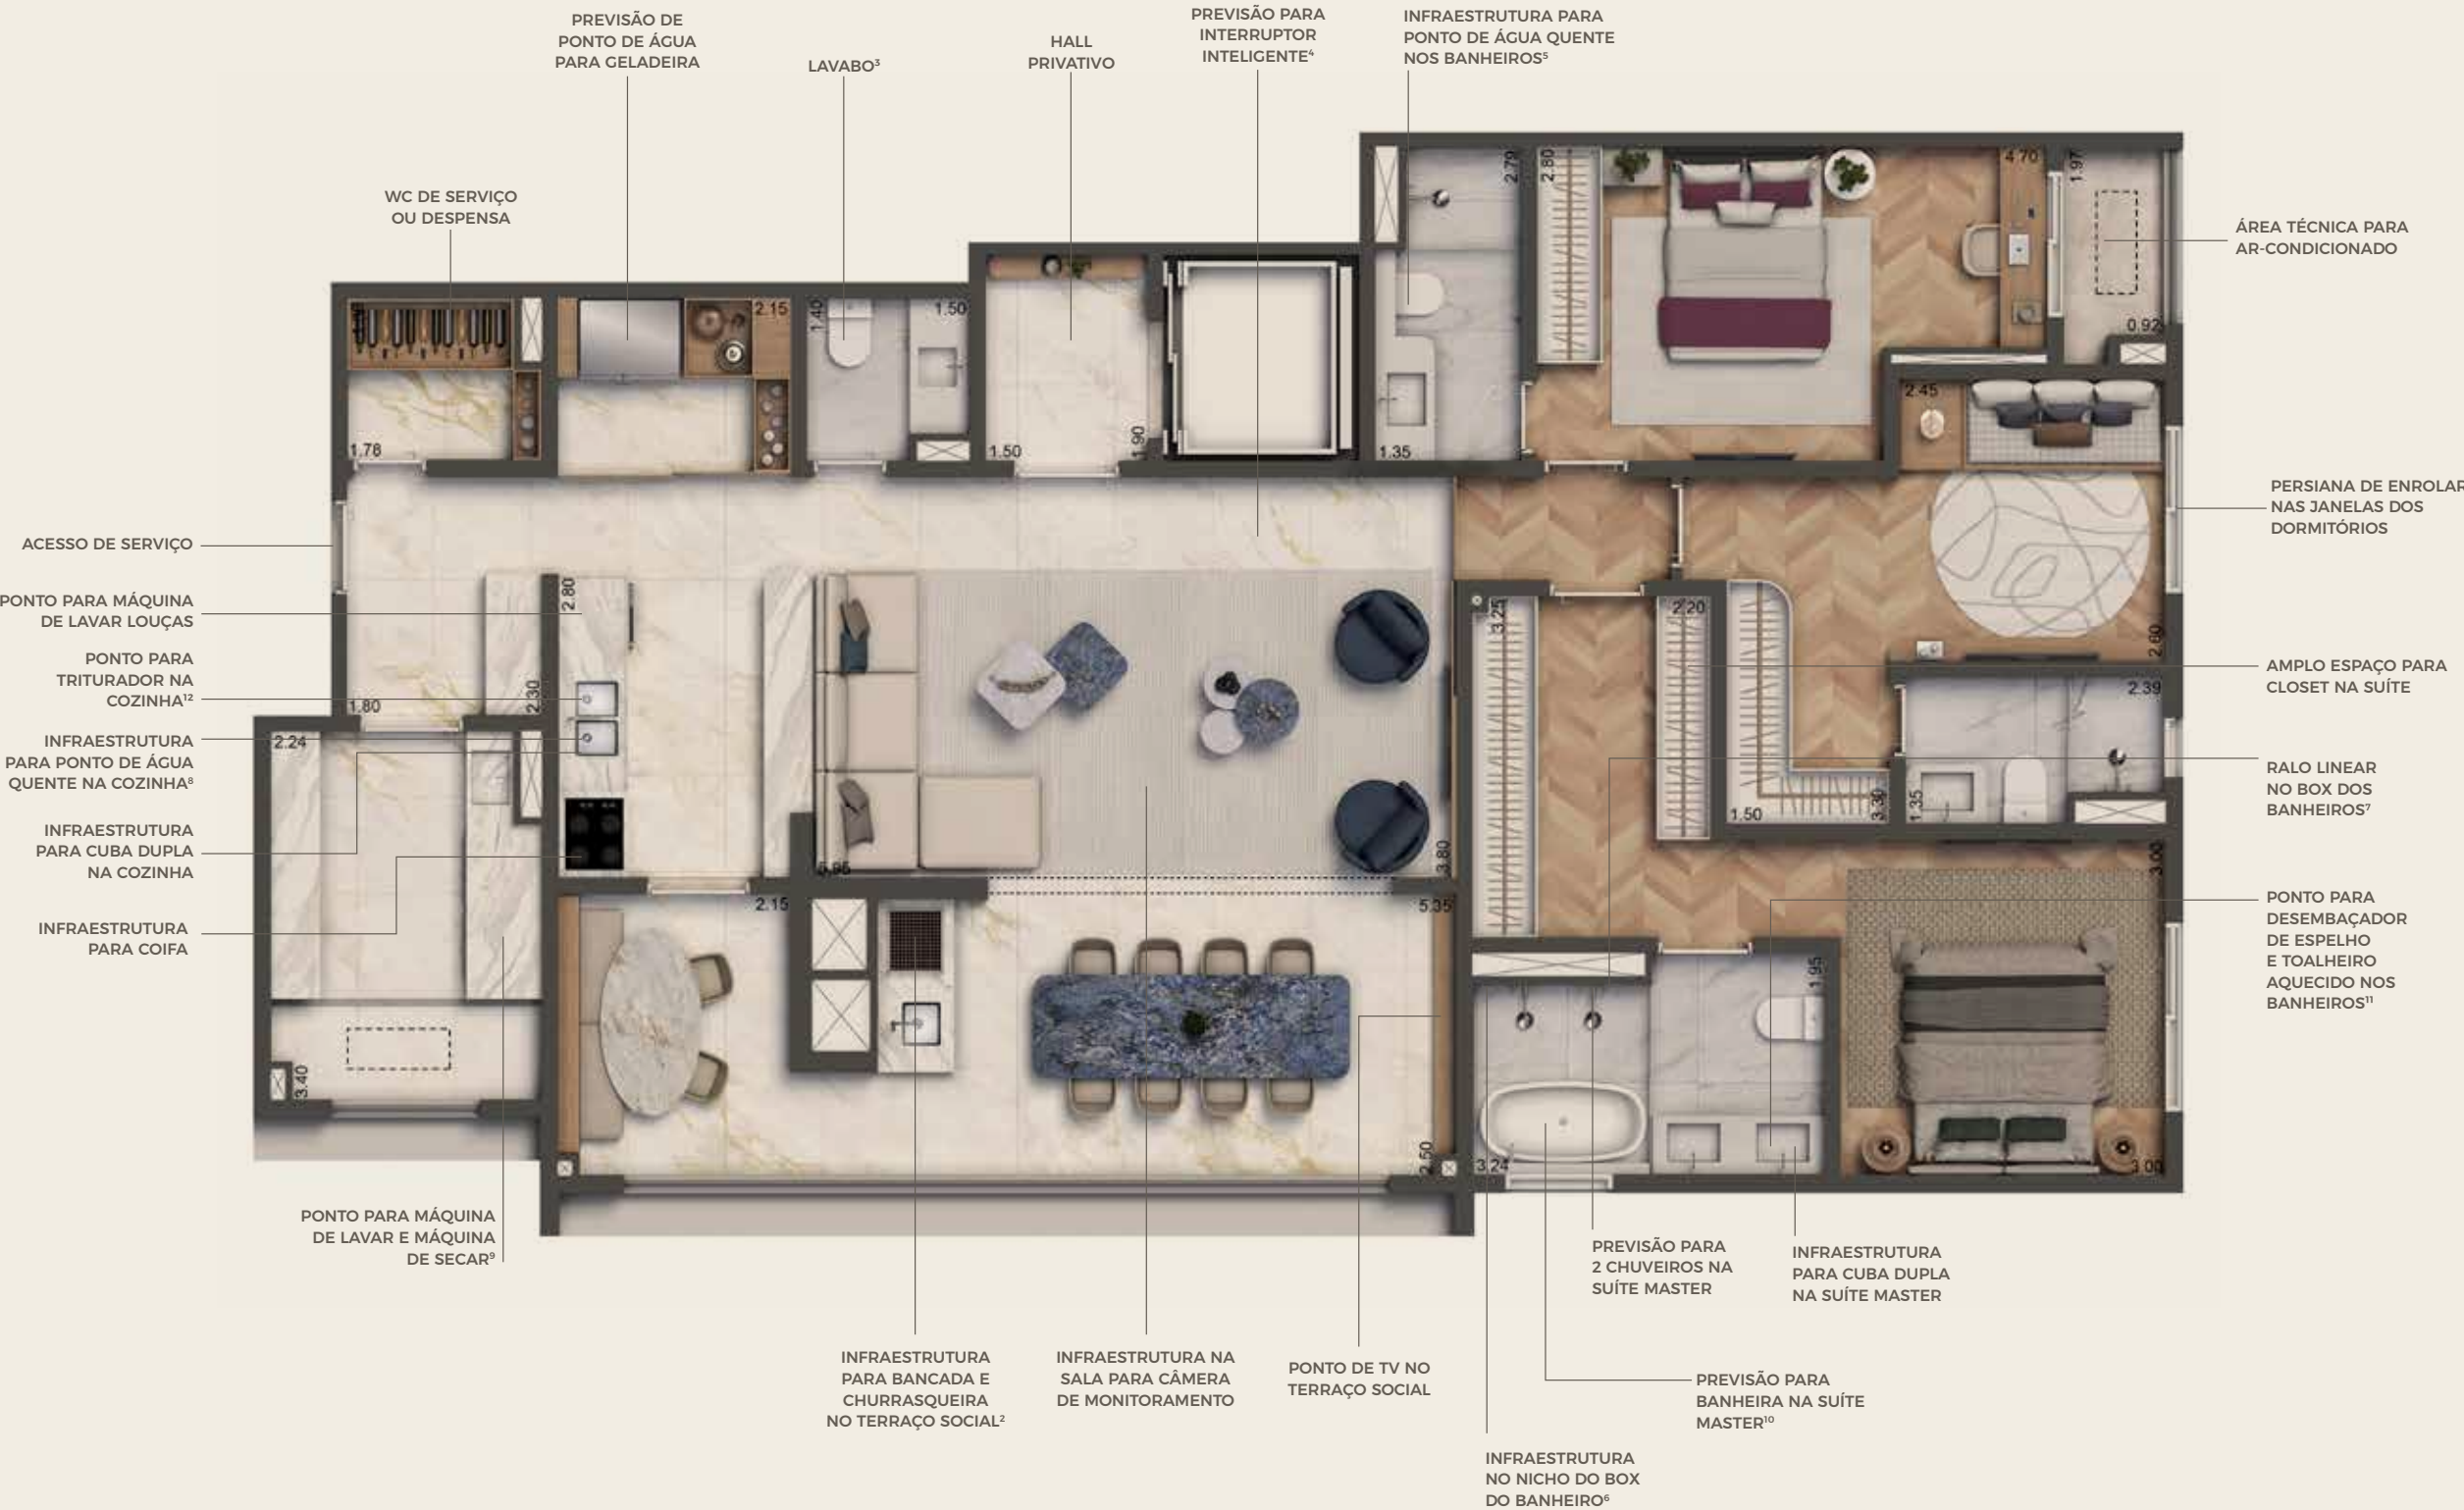 PREVISÃO DE
PONTO DE ÁGUA
PARA GELADEIRA
LAVABO³
HALL
PRIVATIVO
PREVISÃO PARA
INTERRUPTOR
INTELIGENTE⁴
INFRAESTRUTURA PARA
PONTO DE ÁGUA QUENTE
NOS BANHEIROS⁵
WC DE SERVIÇO
OU DESPENSA
ÁREA TÉCNICA PARA
AR-CONDICIONADO
PERSIANA DE ENROLAR
NAS JANELAS DOS
DORMITÓRIOS
AMPLO ESPAÇO PARA
CLOSET NA SUÍTE
RALO LINEAR
NO BOX DOS
BANHEIROS⁷
PONTO PARA
DESEMBAÇADOR
DE ESPELHO
E TOALHEIRO
AQUECIDO NOS
BANHEIROS¹¹
ACESSO DE SERVIÇO
PONTO PARA MÁQUINA
DE LAVAR LOUÇAS
PONTO PARA
TRITURADOR NA
COZINHA¹²
INFRAESTRUTURA
PARA PONTO DE ÁGUA
QUENTE NA COZINHA⁸
INFRAESTRUTURA
PARA CUBA DUPLA
NA COZINHA
INFRAESTRUTURA
PARA COIFA
PONTO PARA MÁQUINA
DE LAVAR E MÁQUINA
DE SECAR⁹
INFRAESTRUTURA
PARA BANCADA E
CHURRASQUEIRA
NO TERRAÇO SOCIAL²
INFRAESTRUTURA NA
SALA PARA CÂMERA
DE MONITORAMENTO
PONTO DE TV NO
TERRAÇO SOCIAL
PREVISÃO PARA
2 CHUVEIROS NA
SUÍTE MASTER
INFRAESTRUTURA
PARA CUBA DUPLA
NA SUÍTE MASTER
PREVISÃO PARA
BANHEIRA NA SUÍTE
MASTER¹⁰
INFRAESTRUTURA
NO NICHO DO BOX
DO BANHEIRO⁶
2.79
2.80
4.70
1.97
0.92
2.15
1.40
1.50
1.78
1.50
1.90
1.35
2.45
2.80
3.25
2.20
2.60
2.39
1.80
2.30
2.24
1.50
3.30
1.35
5.95
3.80
3.00
2.15
5.35
1.95
3.40
2.50
3.24
3.00